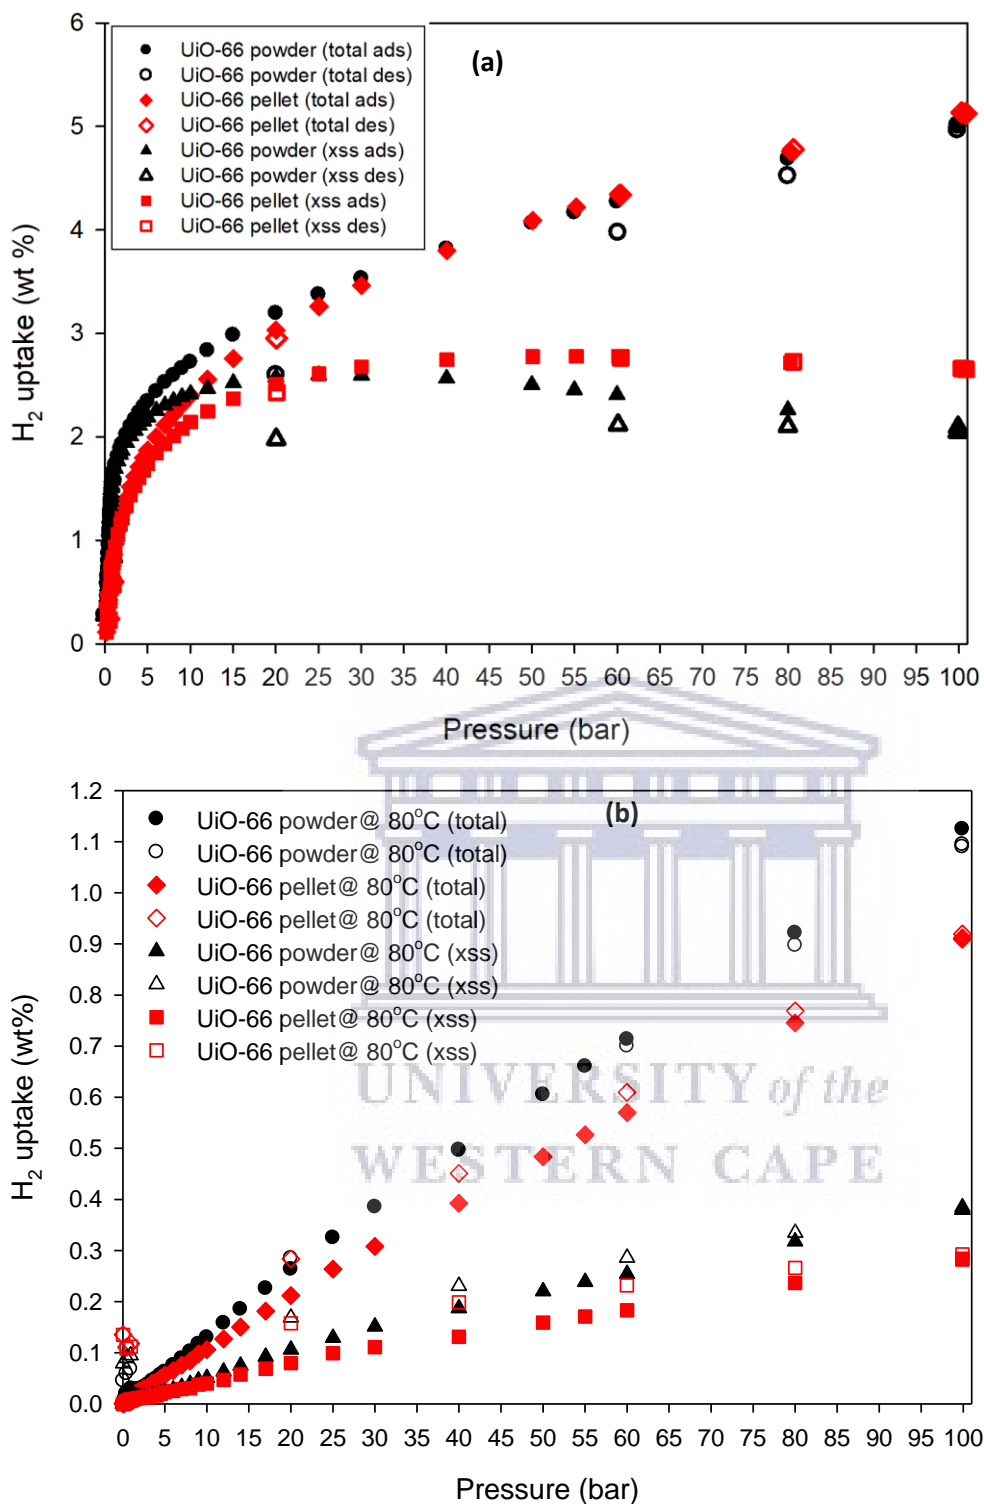 6
5
4
3
2
1
0
H2 uptake (wt %)
UiO-66 powder (total ads)
UiO-66 powder (total des)
UiO-66 pellet (total ads)
UiO-66 pellet (total des)
UiO-66 powder (xss ads)
UiO-66 powder (xss des)
UiO-66 pellet (xss ads)
UiO-66 pellet (xss des)
(a)
0 5 10 15 20 25 30 35 40 45 50 55 60 65 70 75 80 85 90 95 100
Pressure (bar)
1.2
1.1
1.0
0.9
0.8
0.7
0.6
0.5
0.4
0.3
0.2
0.1
0.0
H2 uptake (wt%)
UiO-66 powder@ 80°C (total)
UiO-66 powder@ 80°C (total)
UiO-66 pellet@ 80°C (total)
UiO-66 pellet@ 80°C (total)
UiO-66 powder@ 80°C (xss)
UiO-66 powder@ 80°C (xss)
UiO-66 pellet@ 80°C (xss)
UiO-66 pellet@ 80°C (xss)
(b)
UNIVERSITY of the
WESTERN CAPE
0 5 10 15 20 25 30 35 40 45 50 55 60 65 70 75 80 85 90 95 100
Pressure (bar)